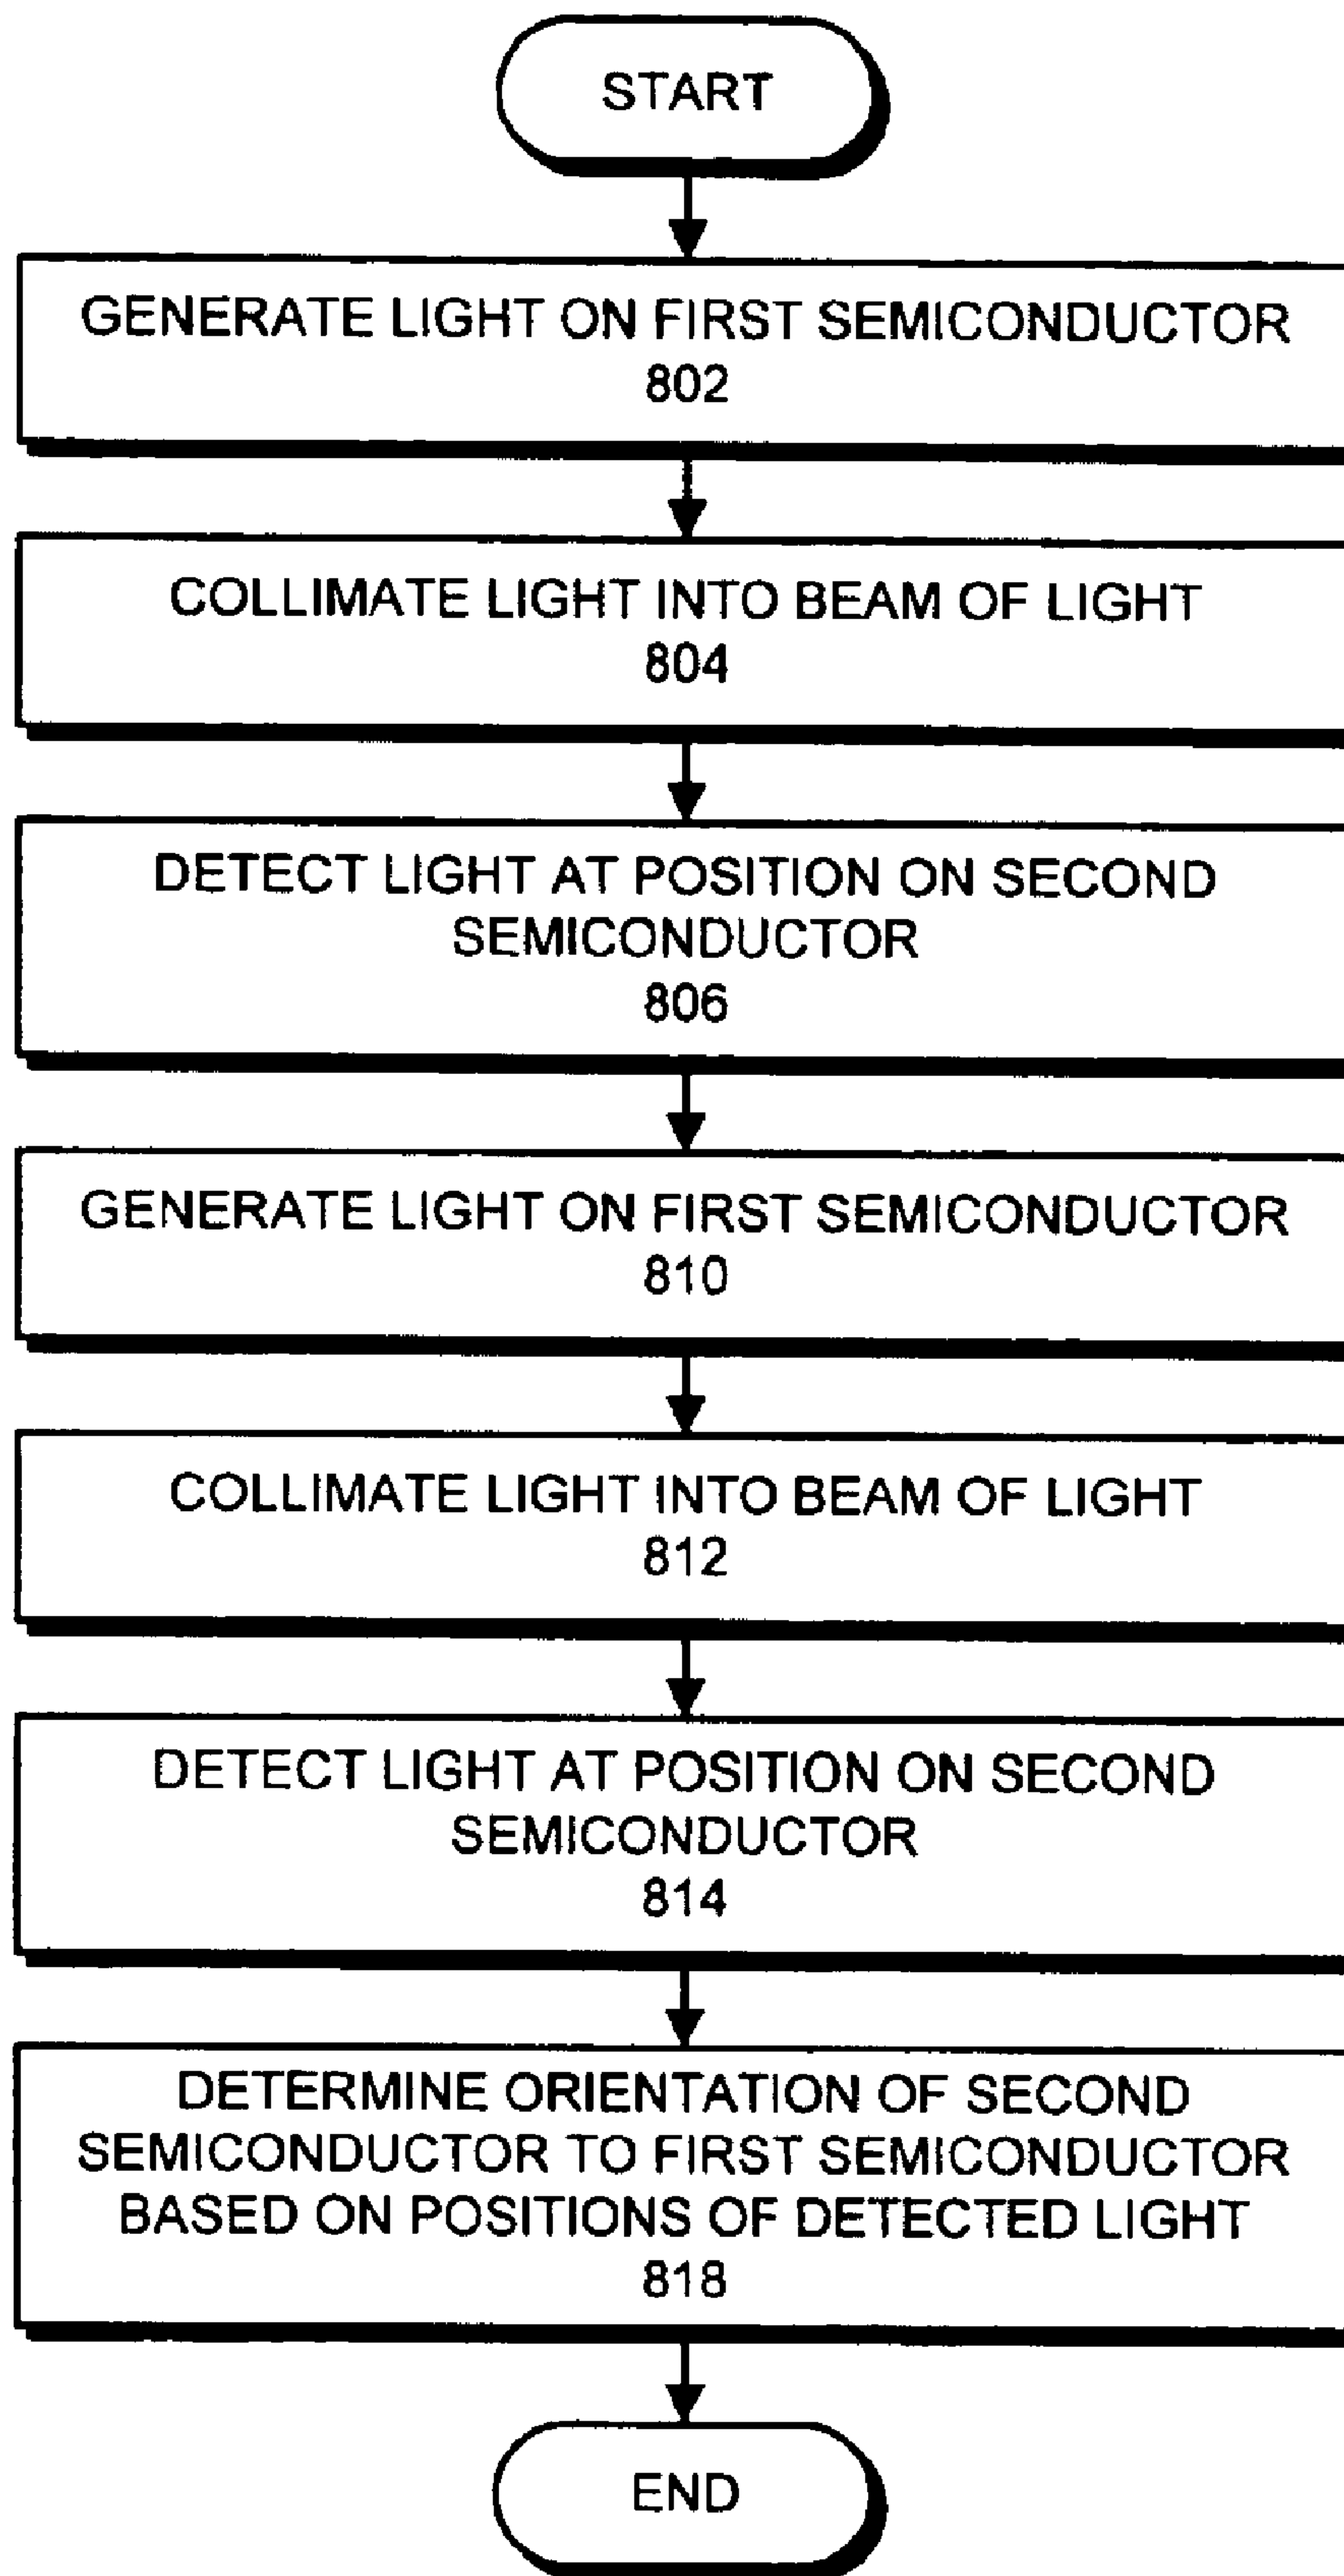 START
GENERATE LIGHT ON FIRST SEMICONDUCTOR
802
COLLIMATE LIGHT INTO BEAM OF LIGHT
804
DETECT LIGHT AT POSITION ON SECOND
SEMICONDUCTOR
806
GENERATE LIGHT ON FIRST SEMICONDUCTOR
810
COLLIMATE LIGHT INTO BEAM OF LIGHT
812
DETECT LIGHT AT POSITION ON SECOND
SEMICONDUCTOR
814
DETERMINE ORIENTATION OF SECOND
SEMICONDUCTOR TO FIRST SEMICONDUCTOR
BASED ON POSITIONS OF DETECTED LIGHT
818
END